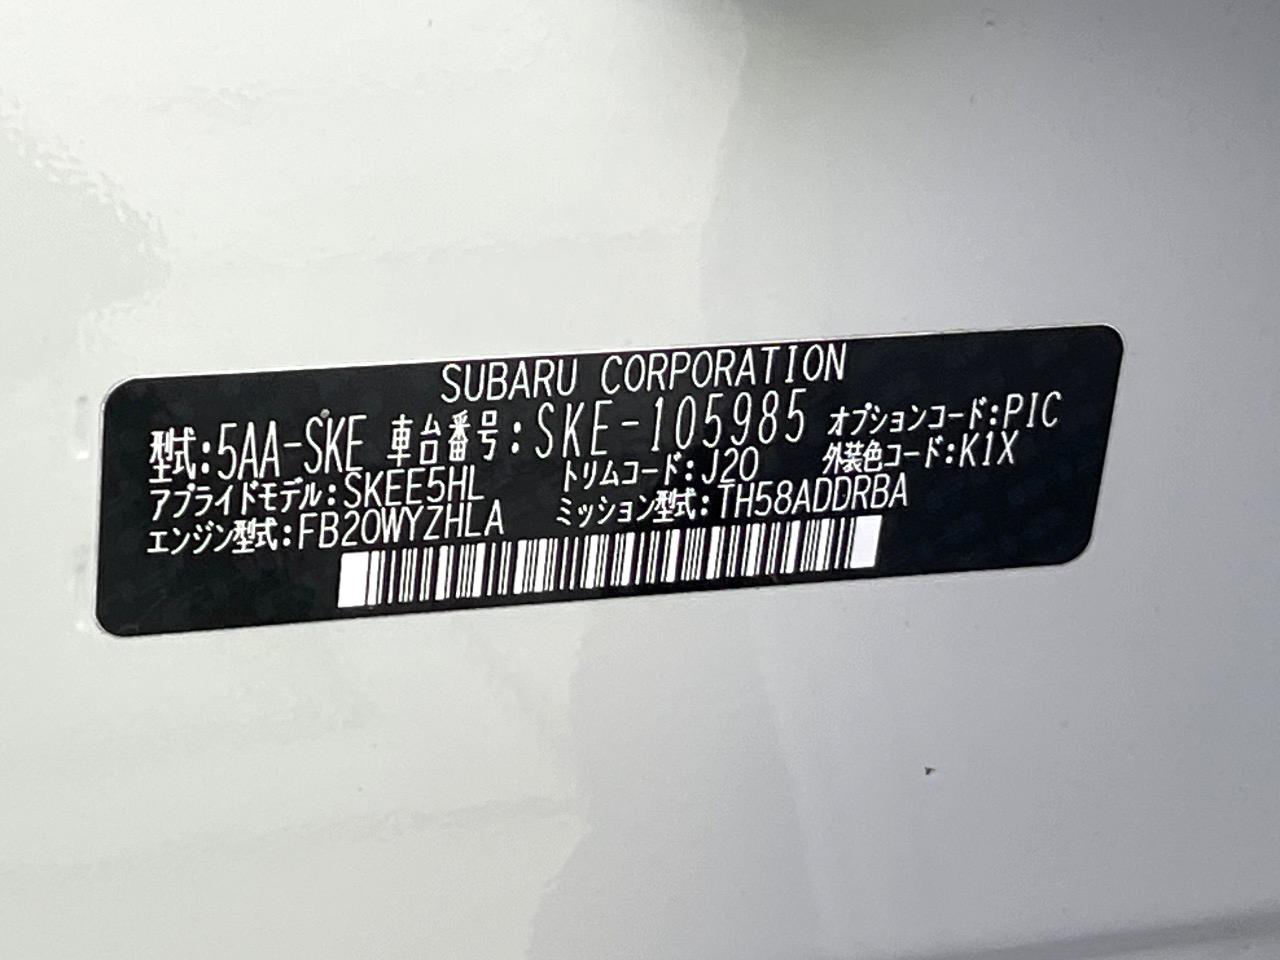 SUBARU CORPORATION
型式:5AA-SKE 車台番号:SKE-105985 オプションコード:PIC
アプライドモデル:SKEE5HL トリムコード:J20 外装色コード:K1X
エンジン型式:FB20WYZHLA ミッション型式:TH58ADDRBA